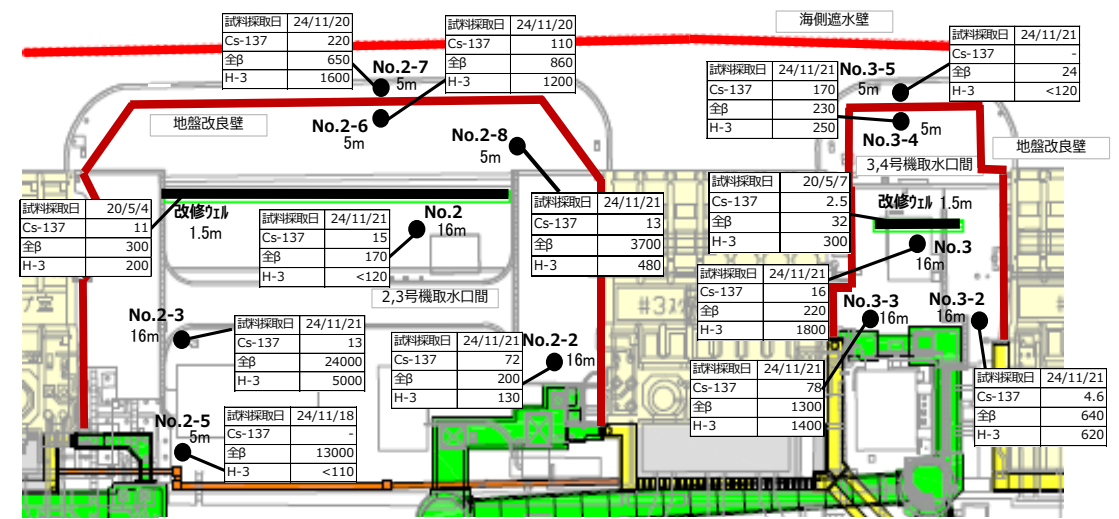 海側遮水壁
試料採取日 24/11/20
Cs-137 220
全β 650
H-3 1600
No.2-7
5m
試料採取日 24/11/20
Cs-137 110
全β 860
H-3 1200
No.2-6
5m
地盤改良壁
No.2-8
5m
試料採取日 24/11/21
Cs-137 13
全β 3700
H-3 480
試料採取日 20/5/4
Cs-137 11
全β 300
H-3 200
改修ウェル
1.5m
試料採取日 24/11/21
Cs-137 15
全β 170
H-3 <120
No.2
16m
2,3号機取水口間
No.2-3
16m
試料採取日 24/11/21
Cs-137 13
全β 24000
H-3 5000
試料採取日 24/11/21
Cs-137 72
全β 200
H-3 130
No.2-2
16m
No.2-5
5m
試料採取日 24/11/18
Cs-137 -
全β 13000
H-3 <110
試料採取日 24/11/21
Cs-137 -
全β 24
H-3 <120
No.3-5
5m
試料採取日 24/11/21
Cs-137 170
全β 230
H-3 250
5m
No.3-4
地盤改良壁
3,4号機取水口間
試料採取日 20/5/7
Cs-137 2.5
全β 32
H-3 300
改修ウェル 1.5m
No.3
16m
試料採取日 24/11/21
Cs-137 16
全β 220
H-3 1800
No.3-3
16m
No.3-2
16m
試料採取日 24/11/21
Cs-137 78
全β 1300
H-3 1400
試料採取日 24/11/21
Cs-137 4.6
全β 640
H-3 620